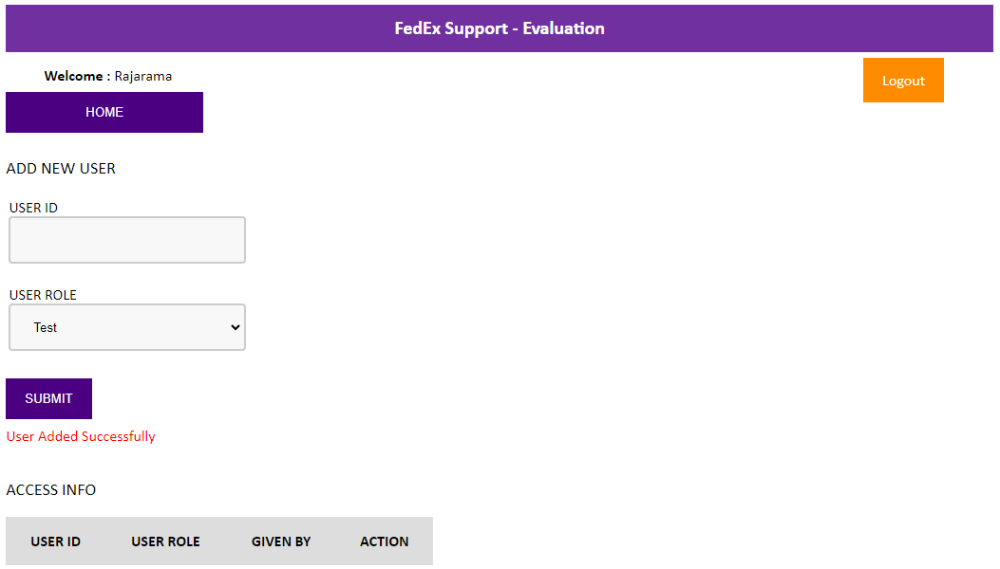 FedEx Support - Evaluation
Welcome : Rajarama
Logout
HOME
ADD NEW USER
USER ID
USER ROLE
Test
SUBMIT
User Added Successfully
ACCESS INFO
USER ID USER ROLE GIVEN BY ACTION